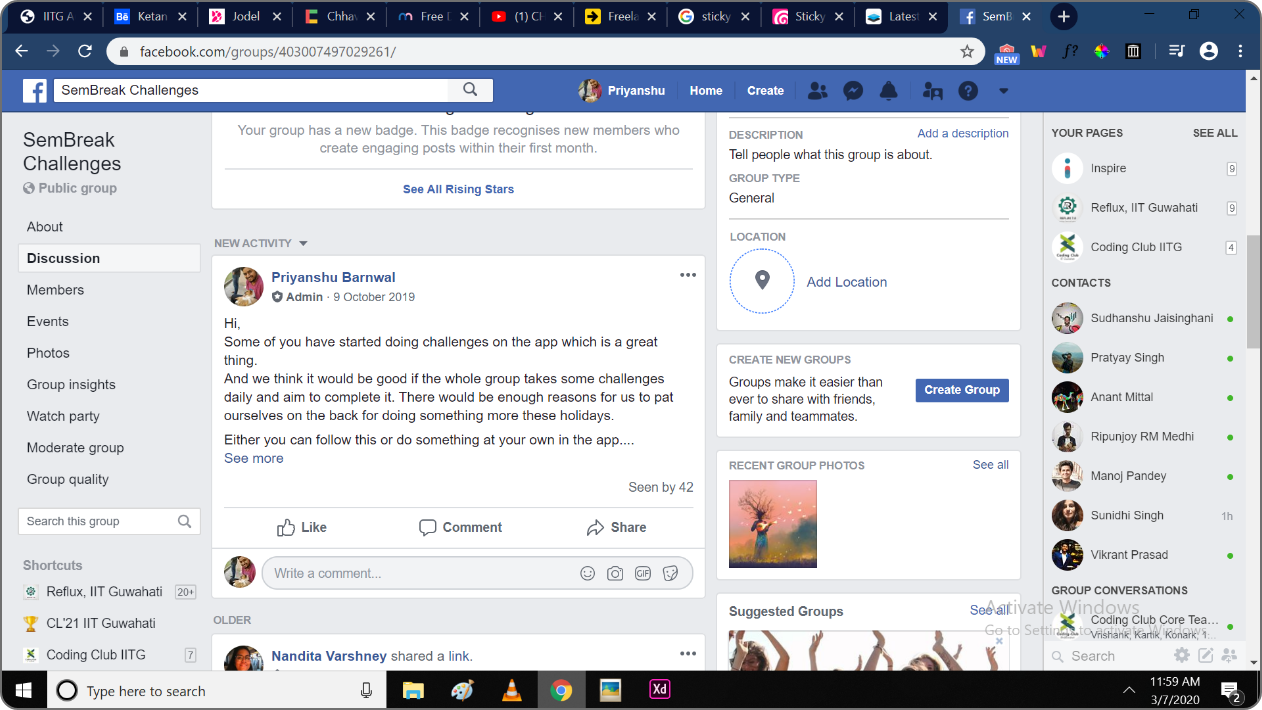 IITG A
Ketan
Jodel
Chhav
Free D
(1) Ch
Freela
sticky
Sticky
Latest
SemB
facebook.com/groups/403007497029261/
NEW
SemBreak Challenges
Priyanshu
Home
Create
SemBreak
Challenges
Public group
About
Discussion
Members
Events
Photos
Group insights
Watch party
Moderate group
Group quality
Search this group
Shortcuts
Reflux, IIT Guwahati 20+
CL'21 IIT Guwahati
Coding Club IITG 7
Your group has a new badge. This badge recognises new members who
create engaging posts within their first month.
See All Rising Stars
NEW ACTIVITY
Priyanshu Barnwal
Admin · 9 October 2019
Hi,
Some of you have started doing challenges on the app which is a great
thing.
And we think it would be good if the whole group takes some challenges
daily and aim to complete it. There would be enough reasons for us to pat
ourselves on the back for doing something more these holidays.
Either you can follow this or do something at your own in the app....
See more
Seen by 42
Like
Comment
Share
Write a comment...
GIF
OLDER
Nandita Varshney shared a link.
DESCRIPTION
Add a description
Tell people what this group is about.
GROUP TYPE
General
LOCATION
Add Location
CREATE NEW GROUPS
Groups make it easier than
ever to share with friends,
family and teammates.
Create Group
RECENT GROUP PHOTOS
See all
Suggested Groups
See all
YOUR PAGES
SEE ALL
Inspire 9
Reflux, IIT Guwahati 9
Coding Club IITG 4
CONTACTS
Sudhanshu Jaisinghani
Pratyay Singh
Anant Mittal
Ripunjoy RM Medhi
Manoj Pandey
Sunidhi Singh 1h
Vikrant Prasad
GROUP CONVERSATIONS
Activate Windows
Coding Club Core Tea...
Go to Settings to activate Windows.
Vrishank, Kartik, Konark, 1...
Search
Type here to search
Xd
11:59 AM
3/7/2020
2